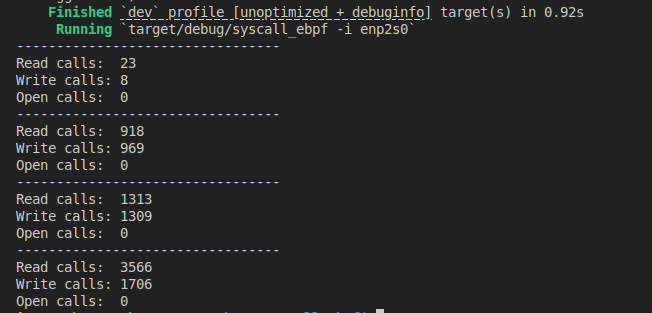 Finished `dev` profile [unoptimized + debuginfo] target(s) in 0.92s
Running `target/debug/syscall_ebpf -i enp2s0`
---------------------------------
Read calls:  23
Write calls: 8
Open calls:  0
---------------------------------
Read calls:  918
Write calls: 969
Open calls:  0
---------------------------------
Read calls:  1313
Write calls: 1309
Open calls:  0
---------------------------------
Read calls:  3566
Write calls: 1706
Open calls:  0